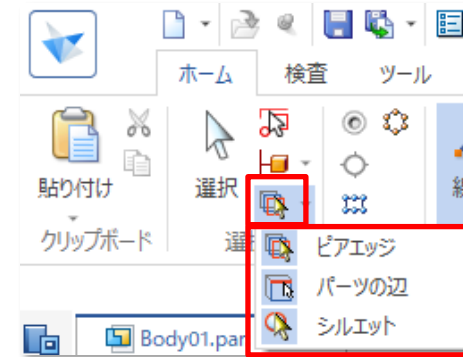 ホーム 検査 ツール
貼り付け
選択
クリップボード
ピアエッジ
パーツの辺
シルエット
Body01.par